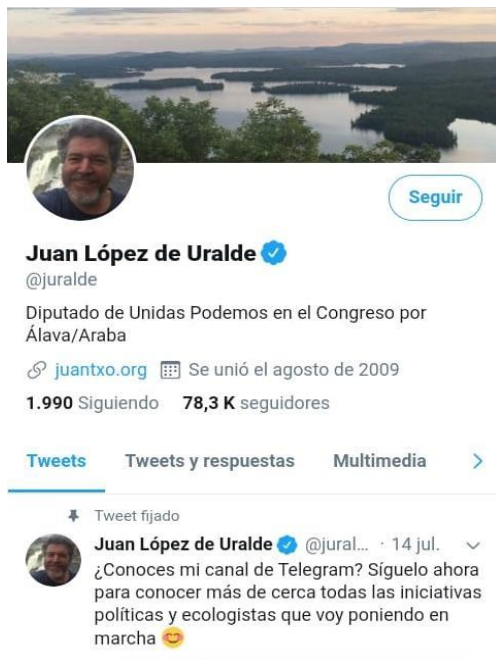 Seguir
Juan López de Uralde
@juralde
Diputado de Unidas Podemos en el Congreso por
Álava/Araba
juantxo.org Se unió el agosto de 2009
1.990 Siguiendo 78,3 K seguidores
Tweets Tweets y respuestas Multimedia
Tweet fijado
Juan López de Uralde @jural... · 14 jul.
¿Conoces mi canal de Telegram? Síguelo ahora
para conocer más de cerca todas las iniciativas
políticas y ecologistas que voy poniendo en
marcha 😊